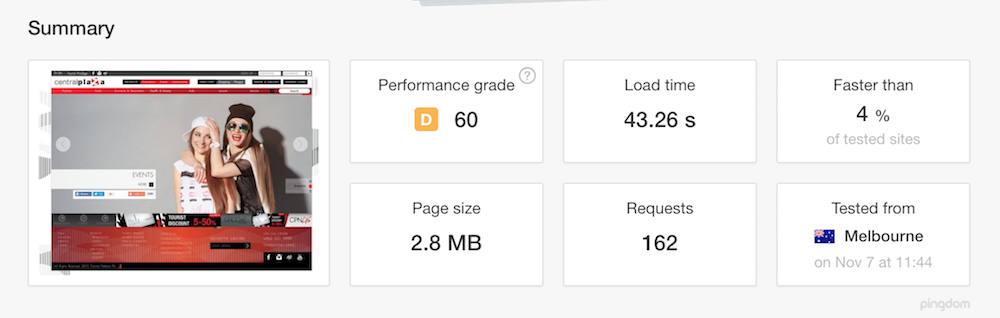 Summary
centralplaza
EVENTS
TOURIST
DISCOUNT
5-50%
Performance grade ?
D 60
Load time
43.26 s
Faster than
4 %
of tested sites
Page size
2.8 MB
Requests
162
Tested from
Melbourne
on Nov 7 at 11:44
pingdom